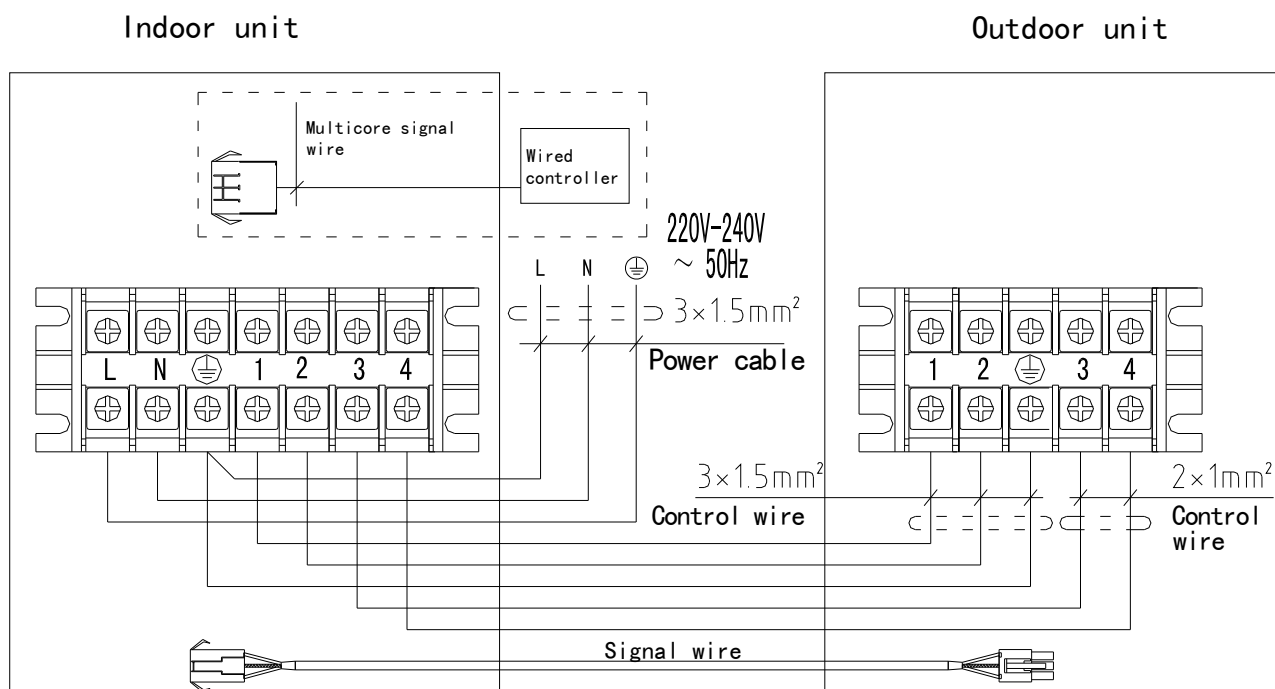 Indoor unit
Outdoor unit
Multicore signal
wire
Wired
controller
220V-240V
~ 50Hz
L N
3×1.5mm²
Power cable
L N 1 2 3 4
1 2 3 4
3×1.5mm²
Control wire
2×1mm²
Control
wire
Signal wire